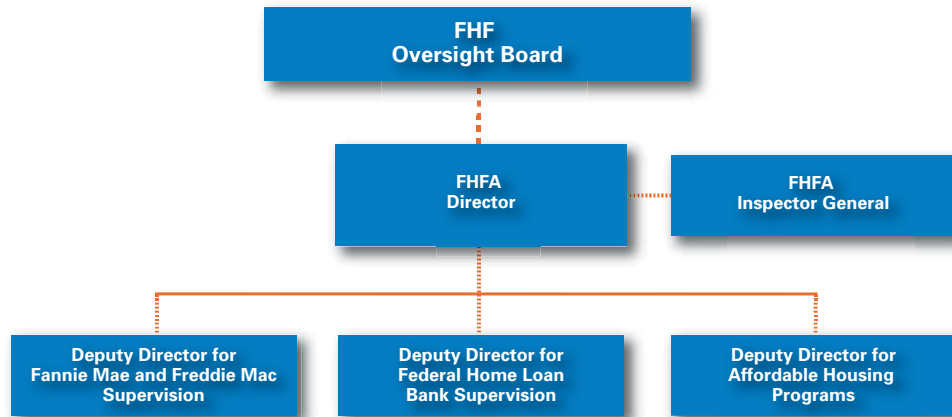 FHF
Oversight Board
FHFA
Director
FHFA
Inspector General
Deputy Director for
Fannie Mae and Freddie Mac
Supervision
Deputy Director for
Federal Home Loan
Bank Supervision
Deputy Director for
Affordable Housing
Programs